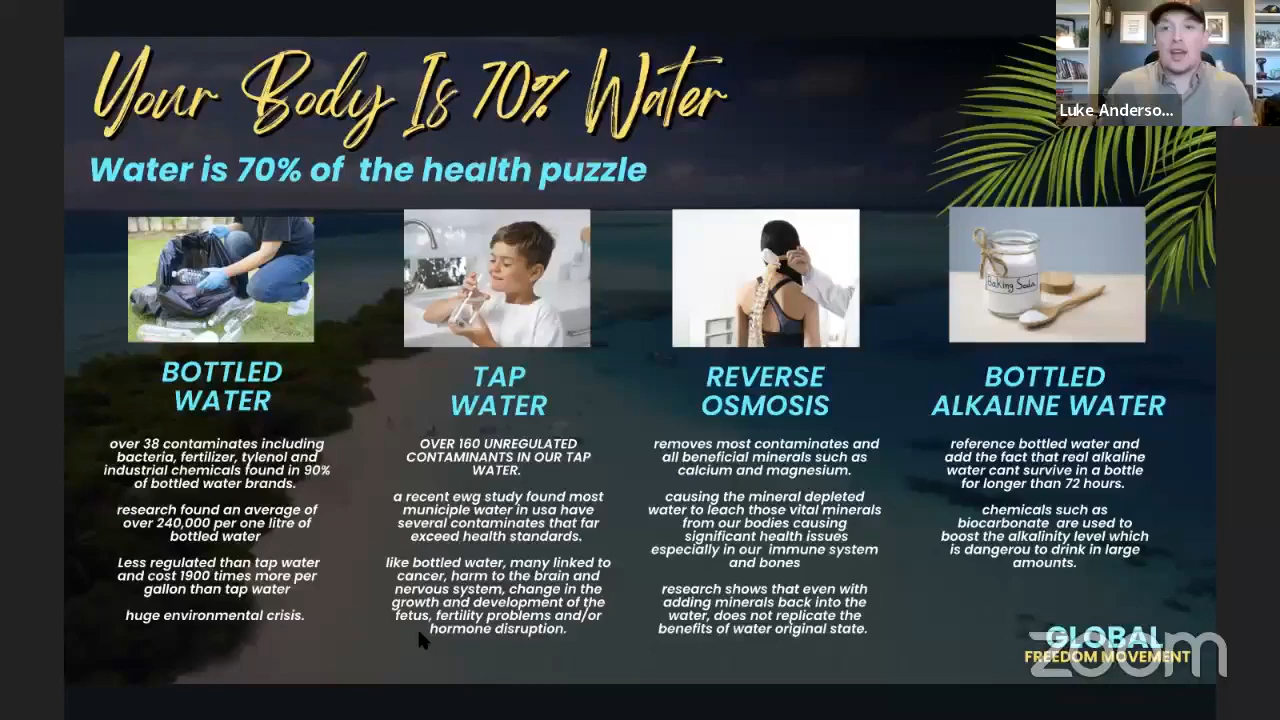 Your Body Is 70% Water
Water is 70% of the health puzzle
Luke Anderso...
Baking Soda
BOTTLED
WATER
over 38 contaminates including
bacteria, fertilizer, tylenol and
industrial chemicals found in 90%
of bottled water brands.
research found an average of
over 240,000 per one litre of
bottled water
Less regulated than tap water
and cost 1900 times more per
gallon than tap water
huge environmental crisis.
TAP
WATER
OVER 160 UNREGULATED
CONTAMINANTS IN OUR TAP
WATER.
a recent ewg study found most
municiple water in usa have
several contaminates that far
exceed health standards.
like bottled water, many linked to
cancer, harm to the brain and
nervous system, change in the
growth and development of the
fetus, fertility problems and/or
hormone disruption.
REVERSE
OSMOSIS
removes most contaminates and
all beneficial minerals such as
calcium and magnesium.
causing the mineral depleted
water to leach those vital minerals
from our bodies causing
significant health issues
especially in our immune system
and bones
research shows that even with
adding minerals back into the
water, does not replicate the
benefits of water original state.
BOTTLED
ALKALINE WATER
reference bottled water and
add the fact that real alkaline
water cant survive in a bottle
for longer than 72 hours.
chemicals such as
biocarbonate are used to
boost the alkalinity level which
is dangerou to drink in large
amounts.
GLOBAL
FREEDOM MOVEMENT
zoom